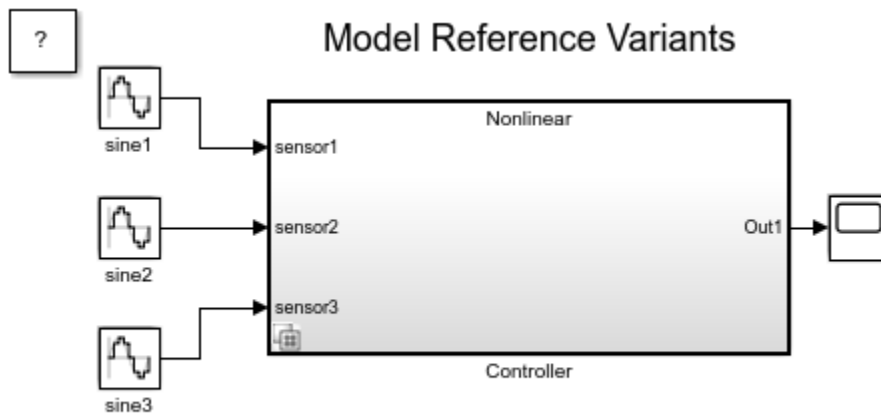 ?
Model Reference Variants
sine1
Nonlinear
sensor1
sine2
sensor2
Out1
sine3
sensor3
Controller